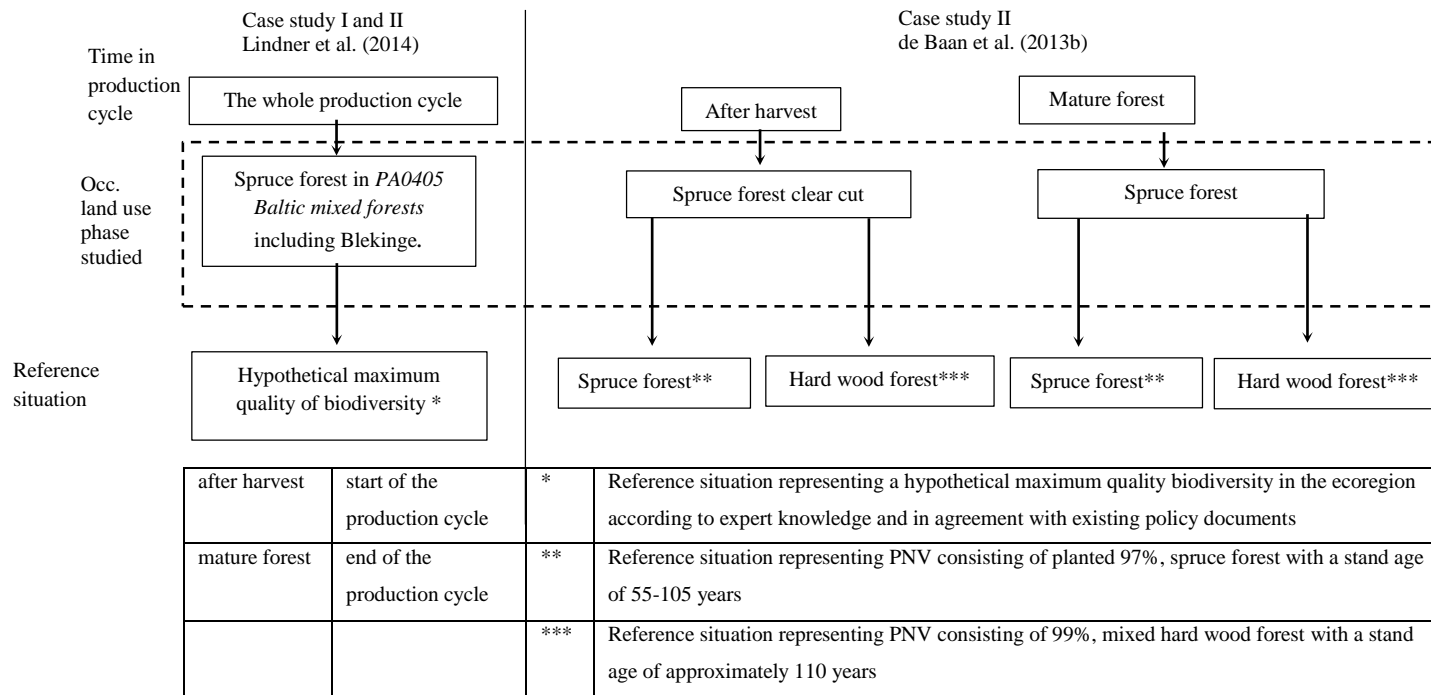 Case study I and II
Lindner et al. (2014)
Case study II
de Baan et al. (2013b)
Time in
production
cycle
The whole production cycle
After harvest
Mature forest
Occ.
land use
phase
studied
Spruce forest in PA0405
Baltic mixed forests
including Blekinge.
Spruce forest clear cut
Spruce forest
Reference
situation
Hypothetical maximum
quality of biodiversity *
Spruce forest**
Hard wood forest***
Spruce forest**
Hard wood forest***
after harvest
start of the
production cycle
*
Reference situation representing a hypothetical maximum quality biodiversity in the ecoregion
according to expert knowledge and in agreement with existing policy documents
mature forest
end of the
production cycle
**
Reference situation representing PNV consisting of planted 97%, spruce forest with a stand age
of 55-105 years
***
Reference situation representing PNV consisting of 99%, mixed hard wood forest with a stand
age of approximately 110 years